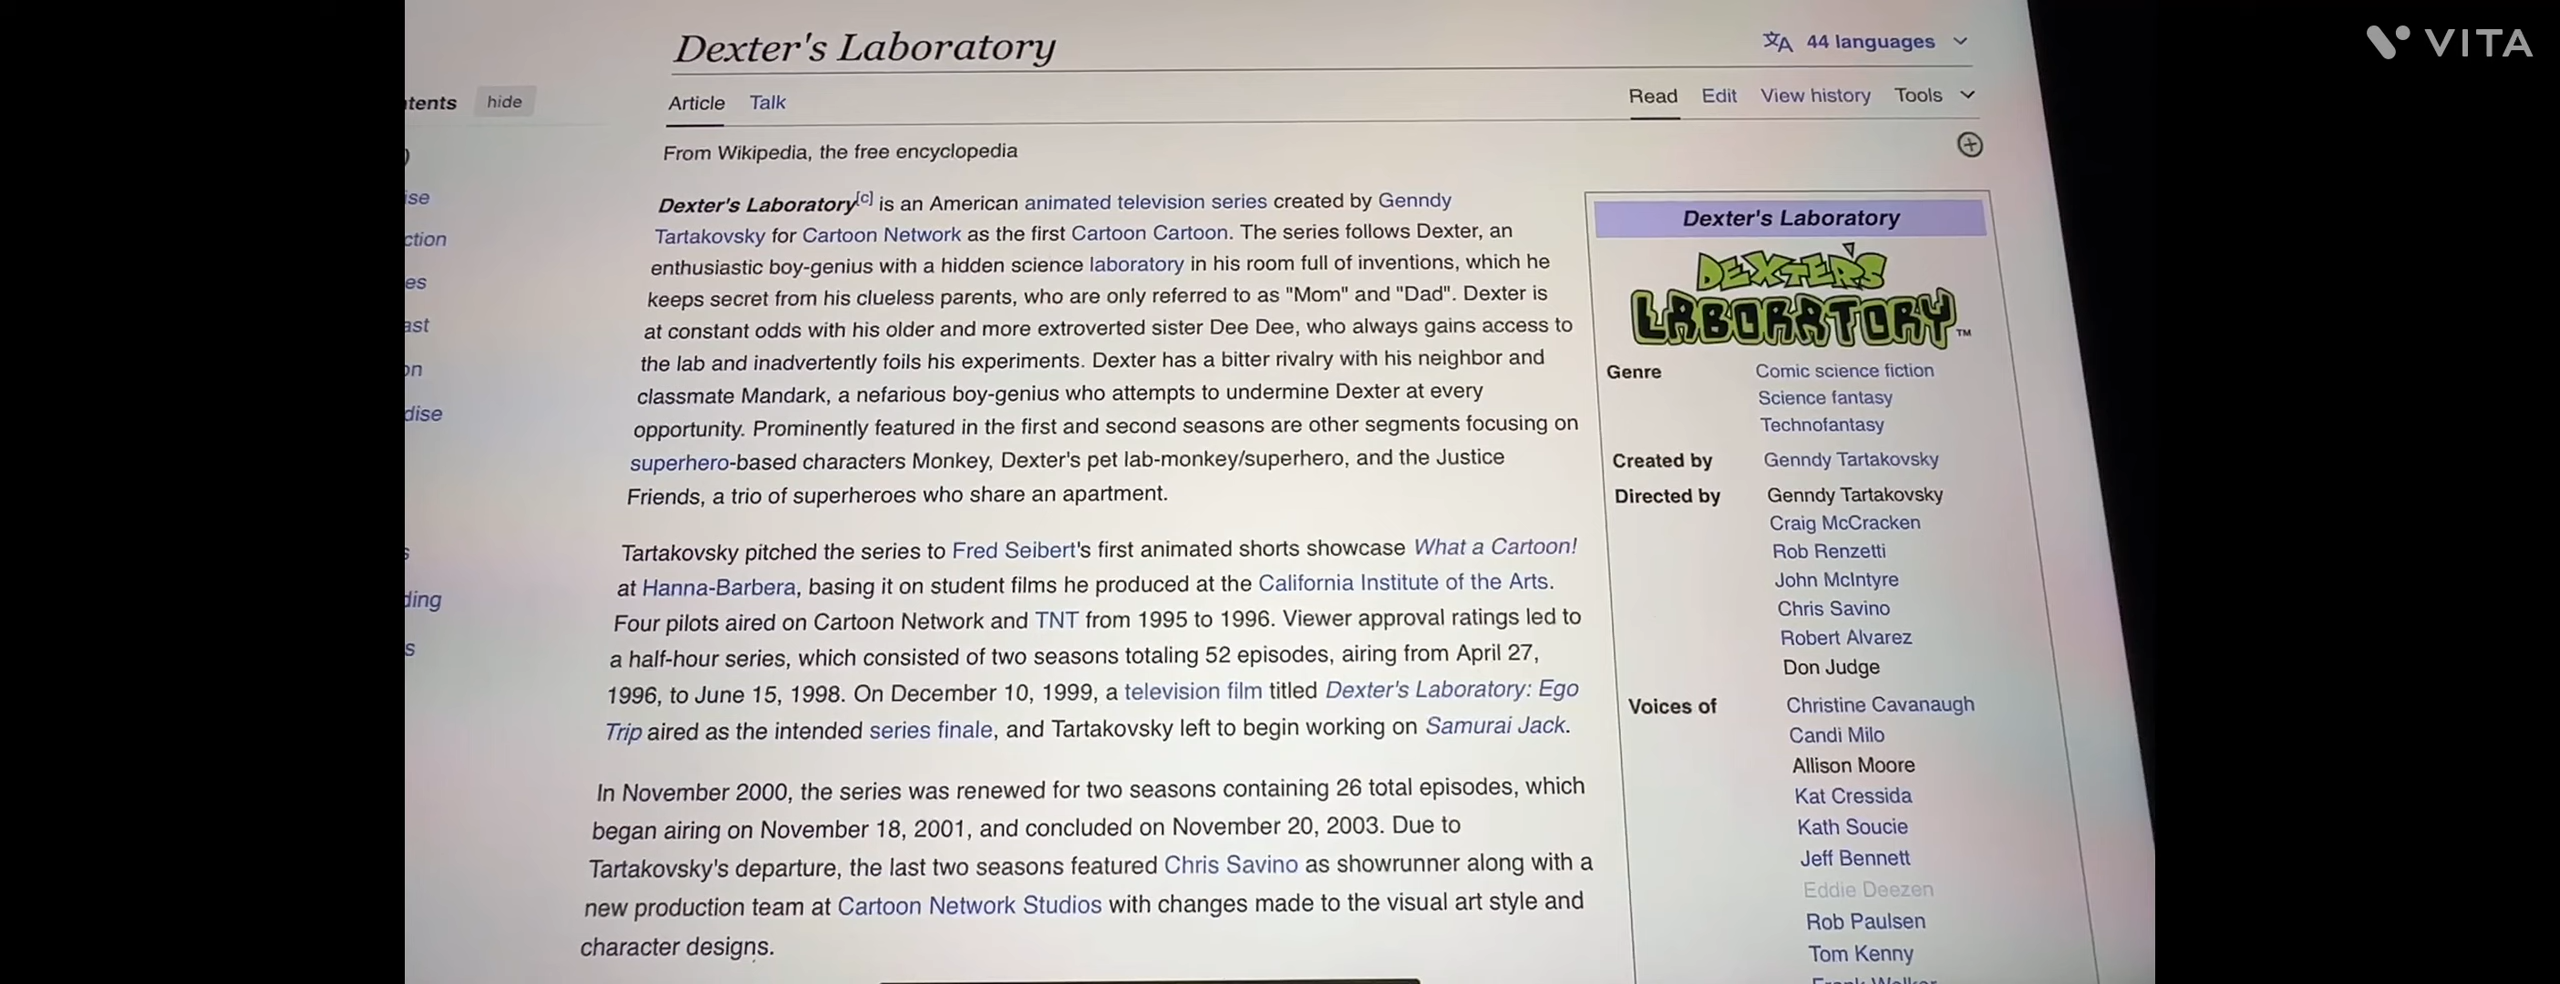 Dexter's Laboratory
44 languages
VITA
tents hide
Article Talk
Read Edit View history Tools
From Wikipedia, the free encyclopedia
ise
ction
es
ast
on
dise
ding
s
Dexter's Laboratory[c] is an American animated television series created by Genndy
Tartakovsky for Cartoon Network as the first Cartoon Cartoon. The series follows Dexter, an
enthusiastic boy-genius with a hidden science laboratory in his room full of inventions, which he
keeps secret from his clueless parents, who are only referred to as "Mom" and "Dad". Dexter is
at constant odds with his older and more extroverted sister Dee Dee, who always gains access to
the lab and inadvertently foils his experiments. Dexter has a bitter rivalry with his neighbor and
classmate Mandark, a nefarious boy-genius who attempts to undermine Dexter at every
opportunity. Prominently featured in the first and second seasons are other segments focusing on
superhero-based characters Monkey, Dexter's pet lab-monkey/superhero, and the Justice
Friends, a trio of superheroes who share an apartment.
Tartakovsky pitched the series to Fred Seibert's first animated shorts showcase What a Cartoon!
at Hanna-Barbera, basing it on student films he produced at the California Institute of the Arts.
Four pilots aired on Cartoon Network and TNT from 1995 to 1996. Viewer approval ratings led to
a half-hour series, which consisted of two seasons totaling 52 episodes, airing from April 27,
1996, to June 15, 1998. On December 10, 1999, a television film titled Dexter's Laboratory: Ego
Trip aired as the intended series finale, and Tartakovsky left to begin working on Samurai Jack.
In November 2000, the series was renewed for two seasons containing 26 total episodes, which
began airing on November 18, 2001, and concluded on November 20, 2003. Due to
Tartakovsky's departure, the last two seasons featured Chris Savino as showrunner along with a
new production team at Cartoon Network Studios with changes made to the visual art style and
character designs.
Dexter's Laboratory
DEXTER'S
LABORATORY TM
Genre Comic science fiction
Science fantasy
Technofantasy
Created by Genndy Tartakovsky
Directed by Genndy Tartakovsky
Craig McCracken
Rob Renzetti
John McIntyre
Chris Savino
Robert Alvarez
Don Judge
Voices of Christine Cavanaugh
Candi Milo
Allison Moore
Kat Cressida
Kath Soucie
Jeff Bennett
Eddie Deezen
Rob Paulsen
Tom Kenny